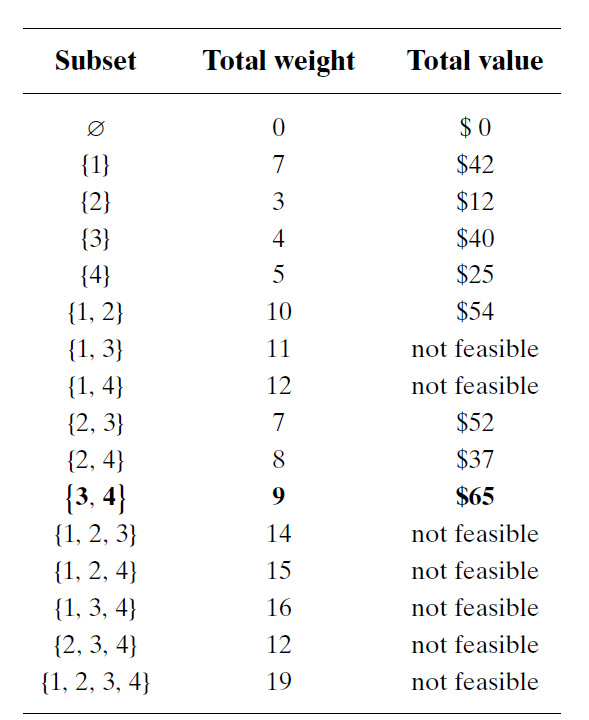 Subset Total weight Total value
∅ 0 $ 0
{1} 7 $42
{2} 3 $12
{3} 4 $40
{4} 5 $25
{1, 2} 10 $54
{1, 3} 11 not feasible
{1, 4} 12 not feasible
{2, 3} 7 $52
{2, 4} 8 $37
{3, 4} 9 $65
{1, 2, 3} 14 not feasible
{1, 2, 4} 15 not feasible
{1, 3, 4} 16 not feasible
{2, 3, 4} 12 not feasible
{1, 2, 3, 4} 19 not feasible